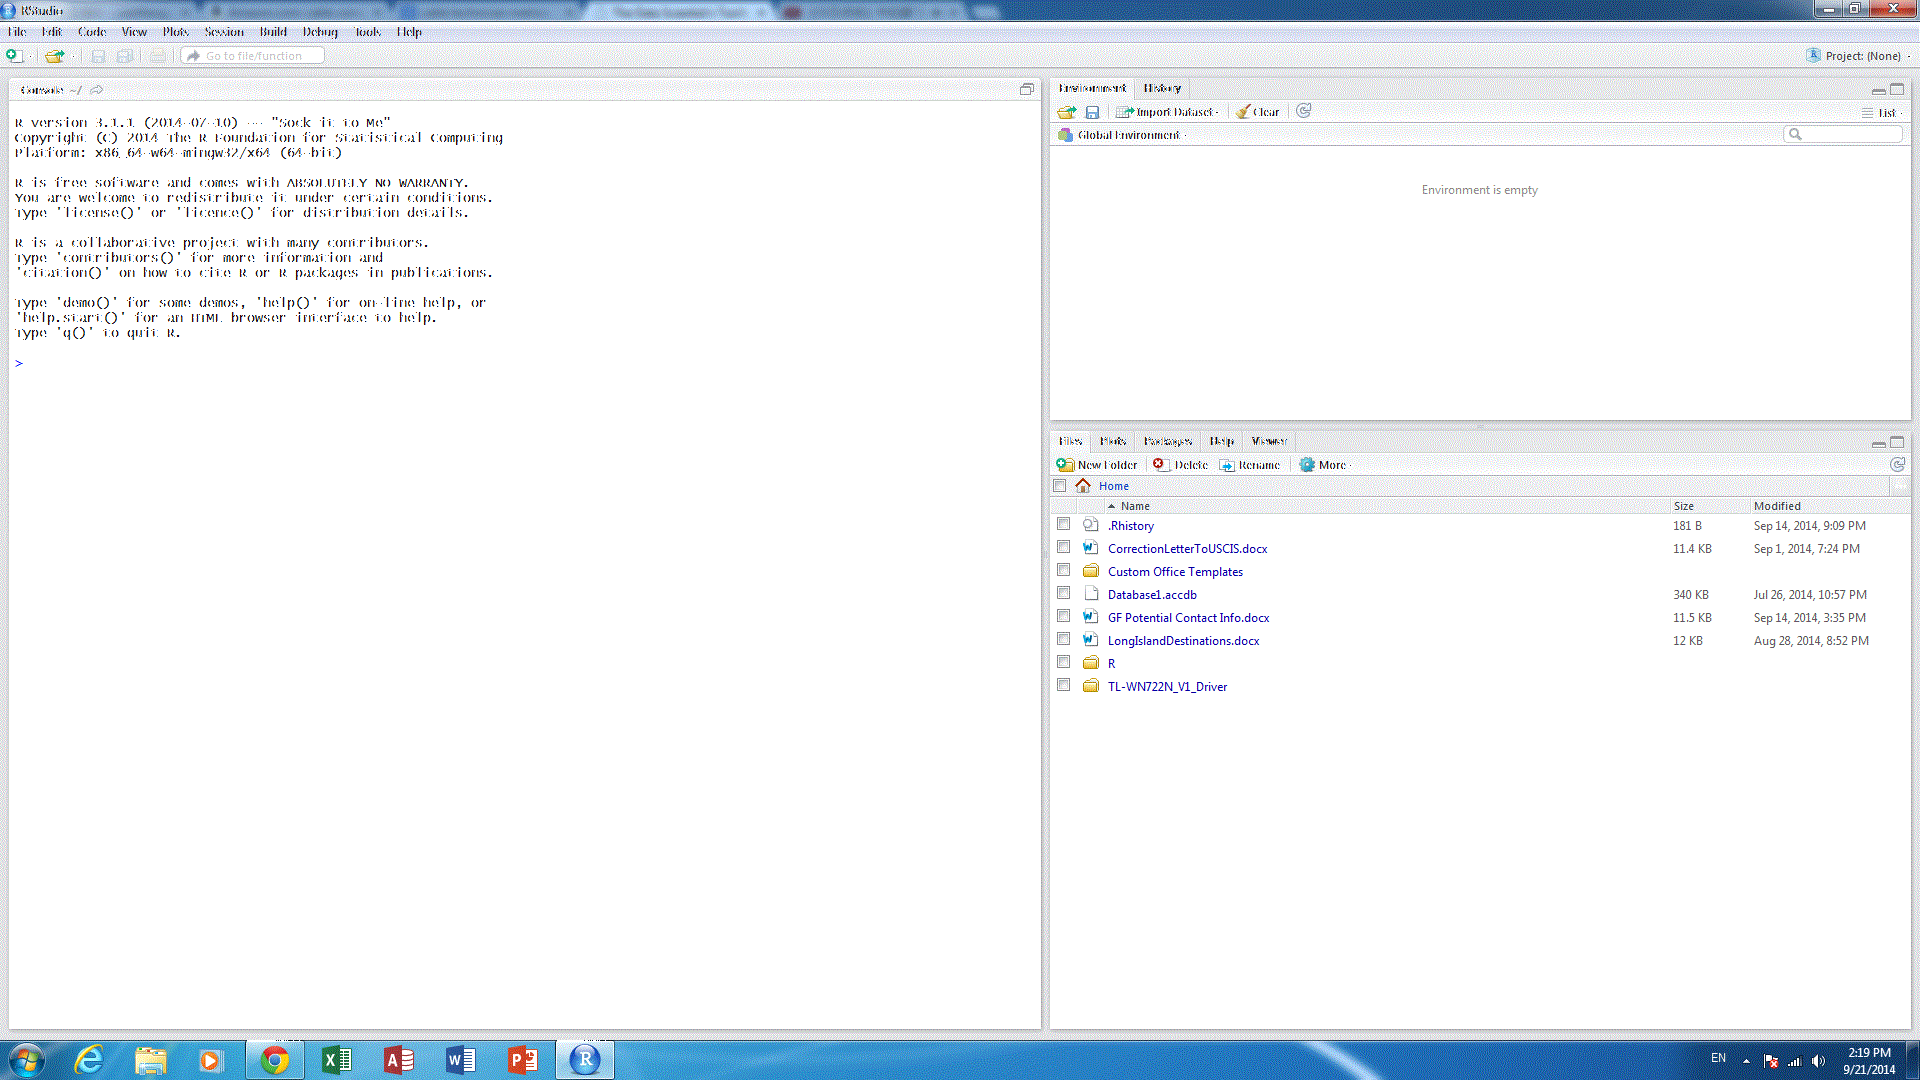 RStudio
File Edit Code View Plots Session Build Debug Tools Help
Go to file/function
Project: (None)
Console ~/
R version 3.1.1 (2014-07-10) -- "Sock it to Me"
Copyright (C) 2014 The R Foundation for Statistical Computing
Platform: x86_64-w64-mingw32/x64 (64-bit)
R is free software and comes with ABSOLUTELY NO WARRANTY.
You are welcome to redistribute it under certain conditions.
Type 'license()' or 'licence()' for distribution details.
R is a collaborative project with many contributors.
Type 'contributors()' for more information and
'citation()' on how to cite R or R packages in publications.
Type 'demo()' for some demos, 'help()' for on-line help, or
'help.start()' for an HTML browser interface to help.
Type 'q()' to quit R.
>
Environment History
Import Dataset Clear
List
Global Environment
Environment is empty
Files Plots Packages Help Viewer
New Folder Delete Rename More
Home
Name Size Modified
.Rhistory 181 B Sep 14, 2014, 9:09 PM
CorrectionLetterToUSCIS.docx 11.4 KB Sep 1, 2014, 7:24 PM
Custom Office Templates
Database1.accdb 340 KB Jul 26, 2014, 10:57 PM
GF Potential Contact Info.docx 11.5 KB Sep 14, 2014, 3:35 PM
LongIslandDestinations.docx 12 KB Aug 28, 2014, 8:52 PM
R
TL-WN722N_V1_Driver
EN
2:19 PM
9/21/2014